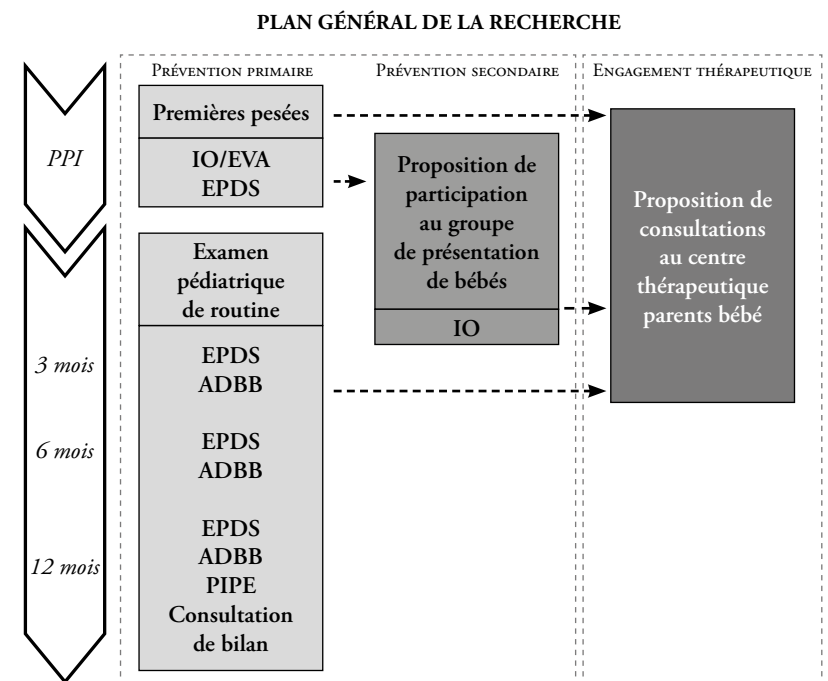 PLAN GÉNÉRAL DE LA RECHERCHE
PRÉVENTION PRIMAIRE
PRÉVENTION SECONDAIRE
ENGAGEMENT THÉRAPEUTIQUE
PPI
Premières pesées
IO/EVA
EPDS
Proposition de
participation
au groupe
de présentation
de bébés
IO
Proposition de
consultations
au centre
thérapeutique
parents bébé
Examen
pédiatrique
de routine
3 mois
EPDS
ADBB
6 mois
EPDS
ADBB
12 mois
EPDS
ADBB
PIPE
Consultation
de bilan